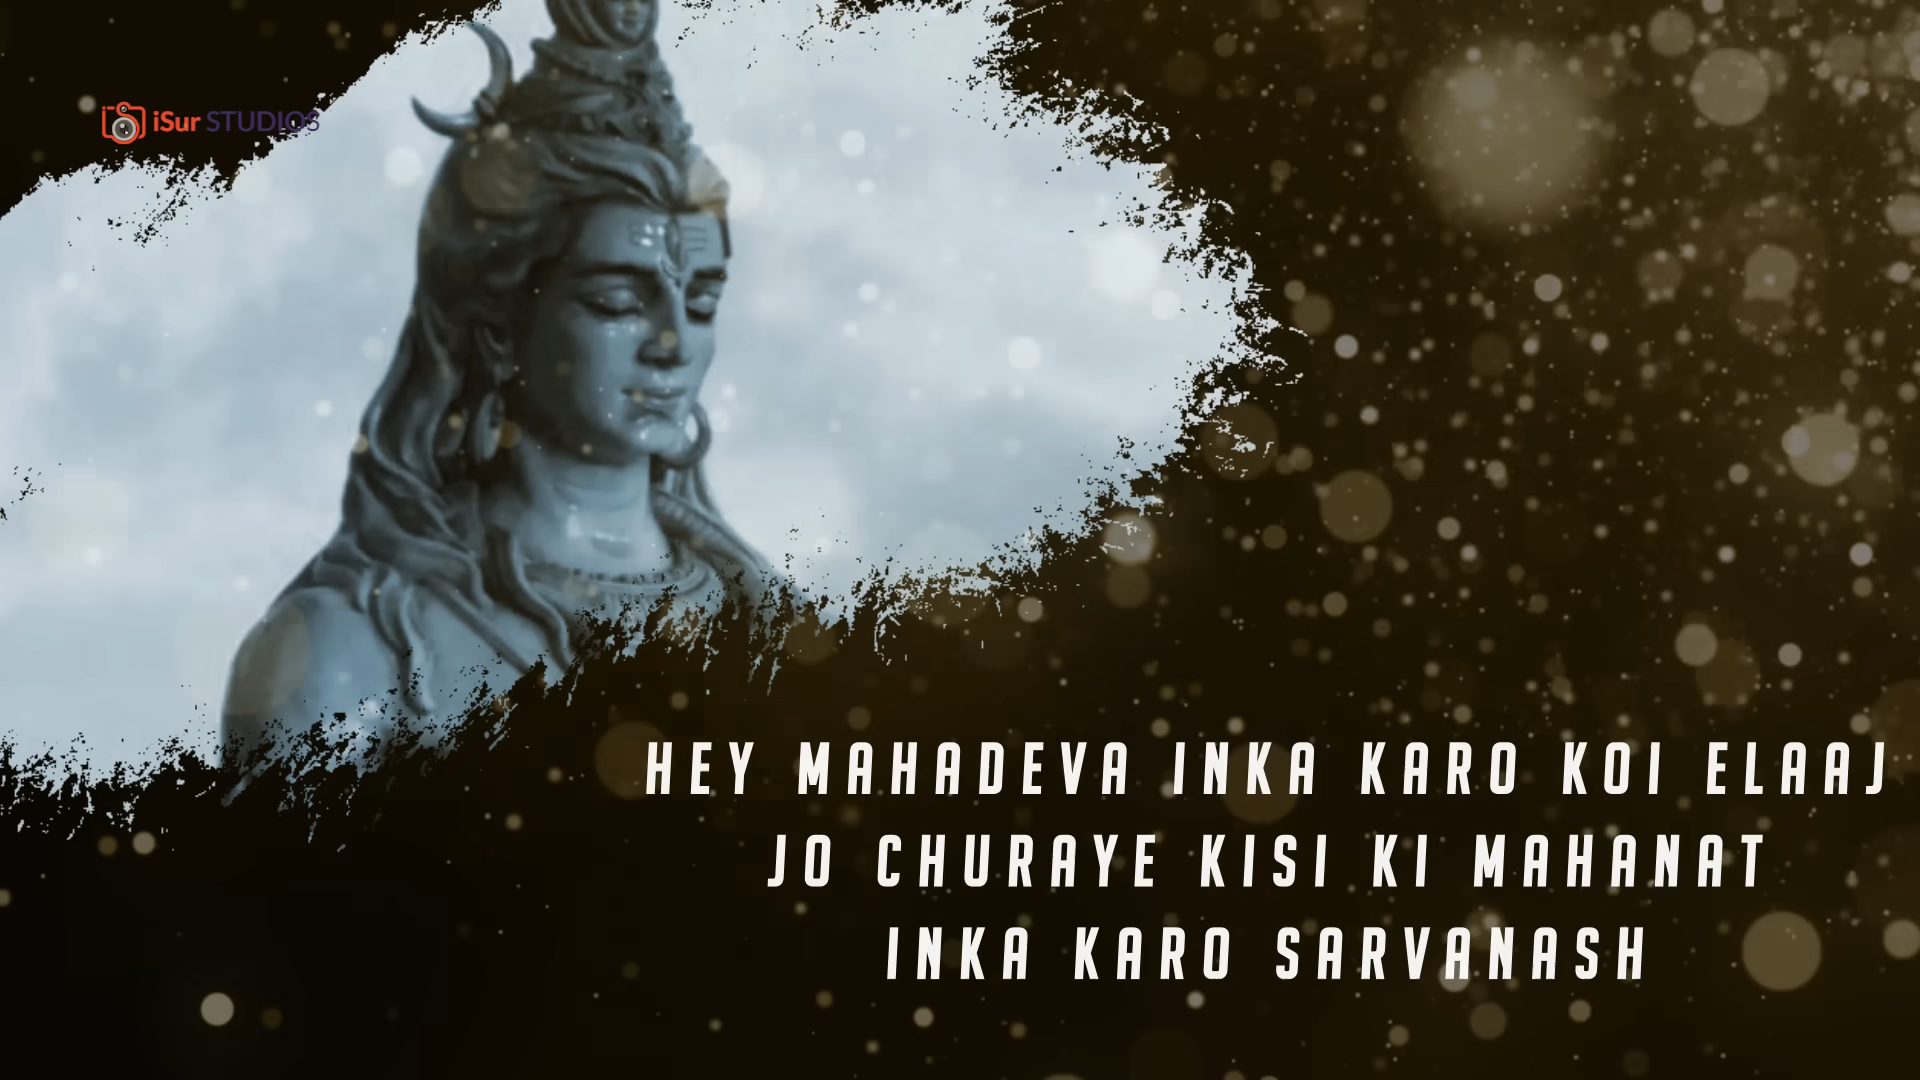 iSur STUDIOS
HEY MAHADEVA INKA KARO KOI ELAAJ
JO CHURAYE KISI KI MAHANAT
INKA KARO SARVANASH